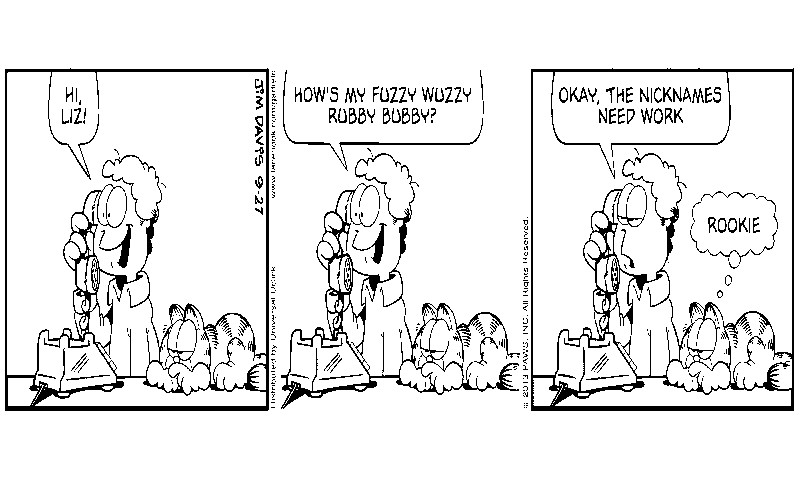 HI,
LIZ!
JIM DAVIS 9-27
HOW'S MY FUZZY WUZZY
RUBBY BUBBY?
© 2013 PAWS, INC. All Rights Reserved.
OKAY, THE NICKNAMES
NEED WORK
ROOKIE